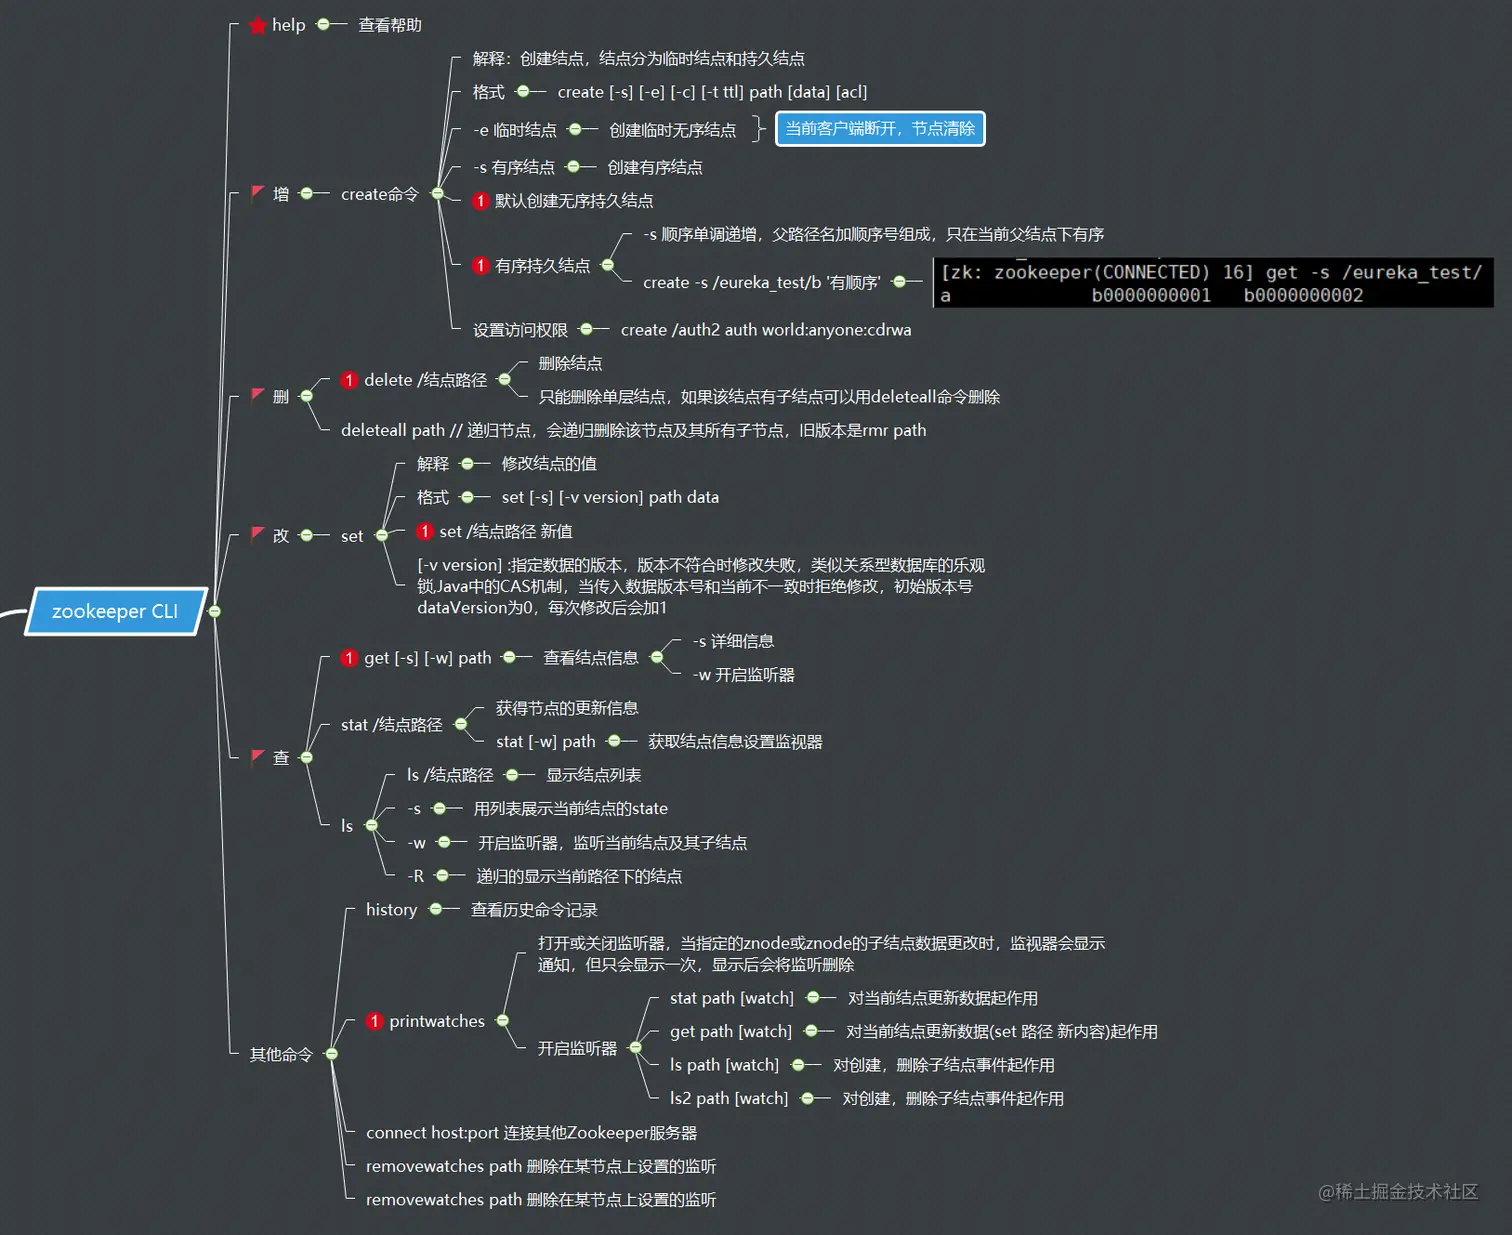 help 查看帮助
解释：创建结点，结点分为临时结点和持久结点
格式 create [-s] [-e] [-c] [-t ttl] path [data] [acl]
-e 临时结点 创建临时无序结点 当前客户端断开，节点清除
-s 有序结点 创建有序结点
增 create命令
1 默认创建无序持久结点
1 有序持久结点
-s 顺序单调递增，父路径名加顺序号组成，只在当前父结点下有序
create -s /eureka_test/b '有顺序'
[zk: zookeeper(CONNECTED) 16] get -s /eureka_test/
a b0000000001 b0000000002
设置访问权限 create /auth2 auth world:anyone:cdrwa
删
1 delete /结点路径
删除结点
只能删除单层结点，如果该结点有子结点可以用deleteall命令删除
deleteall path // 递归节点，会递归删除该节点及其所有子节点，旧版本是rmr path
改 set
解释 修改结点的值
格式 set [-s] [-v version] path data
1 set /结点路径 新值
[-v version] :指定数据的版本，版本不符合时修改失败，类似关系型数据库的乐观
锁,Java中的CAS机制，当传入数据版本号和当前不一致时拒绝修改，初始版本号
dataVersion为0，每次修改后会加1
zookeeper CLI
查
1 get [-s] [-w] path 查看结点信息
-s 详细信息
-w 开启监听器
stat /结点路径
获得节点的更新信息
stat [-w] path 获取结点信息设置监视器
ls
ls /结点路径 显示结点列表
-s 用列表展示当前结点的state
-w 开启监听器，监听当前结点及其子结点
-R 递归的显示当前路径下的结点
其他命令
history 查看历史命令记录
1 printwatches
打开或关闭监听器，当指定的znode或znode的子结点数据更改时，监视器会显示
通知，但只会显示一次，显示后会将监听删除
开启监听器
stat path [watch] 对当前结点更新数据起作用
get path [watch] 对当前结点更新数据(set 路径 新内容)起作用
ls path [watch] 对创建，删除子结点事件起作用
ls2 path [watch] 对创建，删除子结点事件起作用
connect host:port 连接其他Zookeeper服务器
removewatches path 删除在某节点上设置的监听
removewatches path 删除在某节点上设置的监听
@稀土掘金技术社区